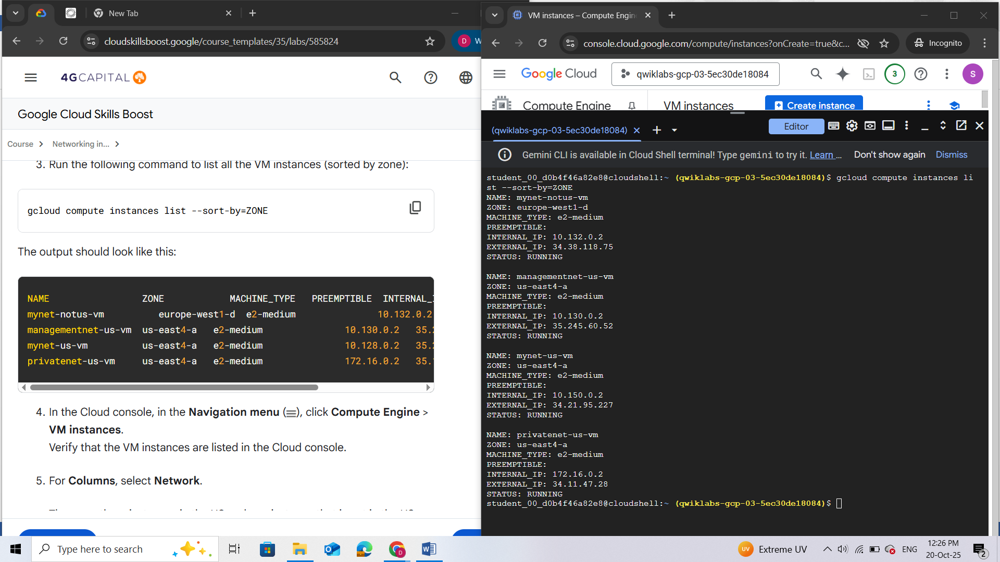 New Tab
cloudskillsboost.google/course_templates/35/labs/585824
D W
4GCAPITAL
Google Cloud Skills Boost
Course > Networking in... >
3. Run the following command to list all the VM instances (sorted by zone):
gcloud compute instances list --sort-by=ZONE
The output should look like this:
NAME ZONE MACHINE_TYPE PREEMPTIBLE INTERNAL_
mynet-notus-vm europe-west1-d e2-medium 10.132.0.2
managementnet-us-vm us-east4-a e2-medium 10.130.0.2 35.
mynet-us-vm us-east4-a e2-medium 10.128.0.2 35.
privatenet-us-vm us-east4-a e2-medium 172.16.0.2 35.
4. In the Cloud console, in the Navigation menu (≡), click Compute Engine >
VM instances.
Verify that the VM instances are listed in the Cloud console.
5. For Columns, select Network.
VM instances – Compute Engin
console.cloud.google.com/compute/instances?onCreate=true&c...
Incognito
Google Cloud
qwiklabs-gcp-03-5ec30de18084
3
S
Compute Engine
VM instances
Create instance
(qwiklabs-gcp-03-5ec30de18084)
Editor
Gemini CLI is available in Cloud Shell terminal! Type gemini to try it. Learn ... Don't show again Dismiss
student_00_d0b4f46a82e8@cloudshell:~ (qwiklabs-gcp-03-5ec30de18084)$ gcloud compute instances li
st --sort-by=ZONE
NAME: mynet-notus-vm
ZONE: europe-west1-d
MACHINE_TYPE: e2-medium
PREEMPTIBLE:
INTERNAL_IP: 10.132.0.2
EXTERNAL_IP: 34.38.118.75
STATUS: RUNNING
NAME: managementnet-us-vm
ZONE: us-east4-a
MACHINE_TYPE: e2-medium
PREEMPTIBLE:
INTERNAL_IP: 10.130.0.2
EXTERNAL_IP: 35.245.60.52
STATUS: RUNNING
NAME: mynet-us-vm
ZONE: us-east4-a
MACHINE_TYPE: e2-medium
PREEMPTIBLE:
INTERNAL_IP: 10.150.0.2
EXTERNAL_IP: 34.21.95.227
STATUS: RUNNING
NAME: privatenet-us-vm
ZONE: us-east4-a
MACHINE_TYPE: e2-medium
PREEMPTIBLE:
INTERNAL_IP: 172.16.0.2
EXTERNAL_IP: 34.11.47.28
STATUS: RUNNING
student_00_d0b4f46a82e8@cloudshell:~ (qwiklabs-gcp-03-5ec30de18084)$
Type here to search
UV Extreme UV
ENG
12:26 PM
20-Oct-25
2